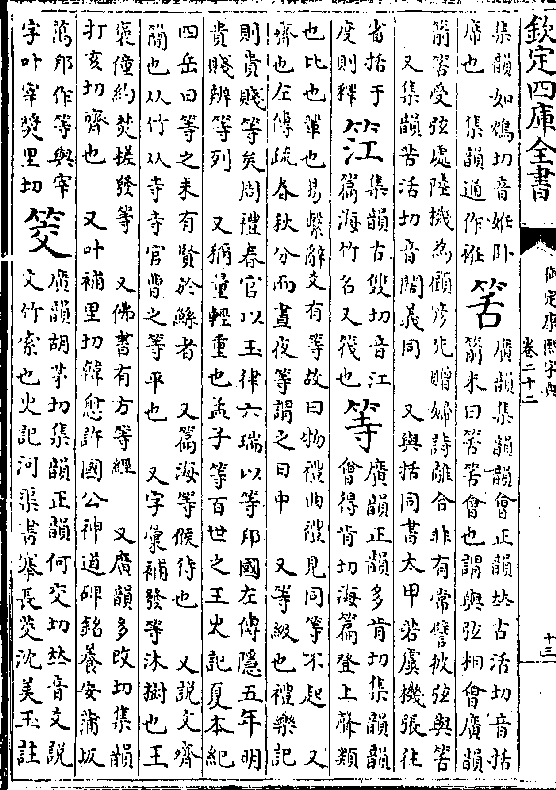 欽定四庫全書
御定康熙字典
卷二十二
十三
集韻如鴆切音姙卧
席也 集韻通作袵
筈
廣韻集韻韻會正韻𠀤古活切音括
箭末曰筈筈會也謂與弦相會廣韻
箭筈受弦處陸機為顧彦先贈婦詩離合非有常譬彼弦與筈
又集韻苦活切音闊義同 又與括同書太甲若虞機張往
省括于
度則釋
集韻古雙切音江
篇海竹名又筏也
等
廣韻多肯切集韻韻
會得肯切海篇登上聲類
也比也輩也易繫辭爻有等故曰物禮曲禮見同等不起 又
齊也左傳疏春秋分而晝夜等謂之日中 又等級也禮樂記
則貴賤等矣周禮春官以玉律六瑞以等邦國左傳隱五年明
貴賤辨等列 又稱量輕重也孟子等百世之王史記夏本紀
四岳曰等之未有賢於鯀者 又篇海等候待也 又説文齊
簡也从竹从寺寺官曹之等平也 又字彙補發等沐樹也王
褒僮約焚槎發等 又佛書有方等經 又廣韻多改切集韻
打亥切齊也 又叶補里切韓愈許國公神道碑銘養安蒲坂
萬邦作等與宰
字叶宰漿里切
筊
廣韻胡茅切集韻正韻何交切𠀤音爻説
文竹索也史記河渠書搴長茭沈美玉註